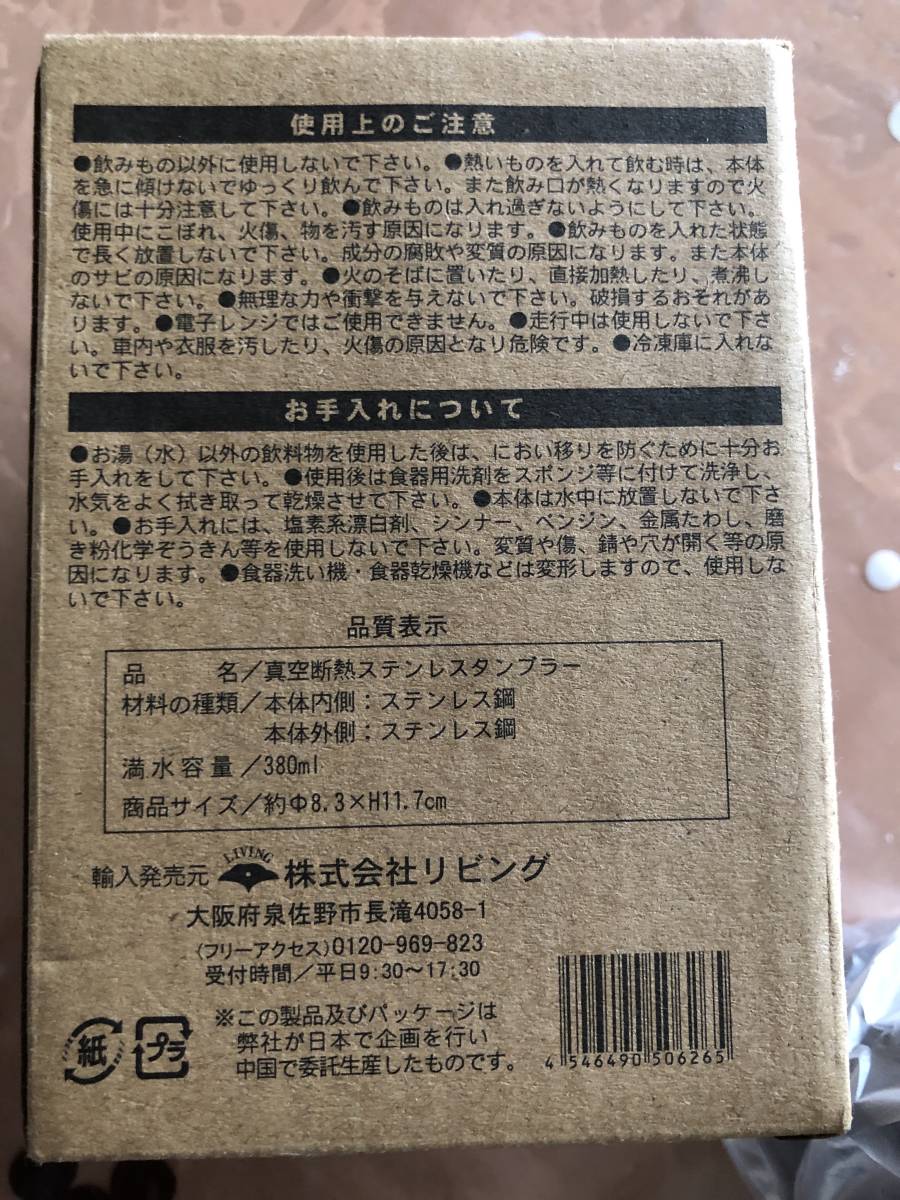 使用上のご注意
●飲みもの以外に使用しないで下さい。●熱いものを入れて飲む時は、本体
を急に傾けないでゆっくり飲んで下さい。また飲み口が熱くなりますので火
傷には十分注意して下さい。●飲みものは入れ過ぎないようにして下さい。
使用中にこぼれ、火傷、物を汚す原因になります。●飲みものを入れた状態
で長く放置しないで下さい。成分の腐敗や変質の原因になります。また本体
のサビの原因になります。●火のそばに置いたり、直接加熱したり、煮沸し
ないで下さい。●無理な力や衝撃を与えないで下さい。破損するおそれがあ
ります。●電子レンジではご使用できません。●走行中は使用しないで下さ
い。車内や衣服を汚したり、火傷の原因となり危険です。●冷凍庫に入れな
いで下さい。
お手入れについて
●お湯（水）以外の飲料物を使用した後は、におい移りを防ぐために十分お
手入れをして下さい。●使用後は食器用洗剤をスポンジ等に付けて洗浄し、
水気をよく拭き取って乾燥させて下さい。●本体は水中に放置しないで下さ
い。●お手入れには、塩素系漂白剤、シンナー、ベンジン、金属たわし、磨
き粉化学ぞうきん等を使用しないで下さい。変質や傷、錆や穴が開く等の原
因になります。●食器洗い機・食器乾燥機などは変形しますので、使用しな
いで下さい。
品質表示
品　　　名／真空断熱ステンレスタンブラー
材料の種類／本体内側：ステンレス鋼
本体外側：ステンレス鋼
満水容量／380ml
商品サイズ／約Φ8.3×H11.7cm
輸入発売元 LIVING 株式会社リビング
大阪府泉佐野市長滝4058-1
（フリーアクセス）0120-969-823
受付時間／平日9:30〜17:30
※この製品及びパッケージは
弊社が日本で企画を行い
中国で委託生産したものです。
紙 プラ
4 546490 506265